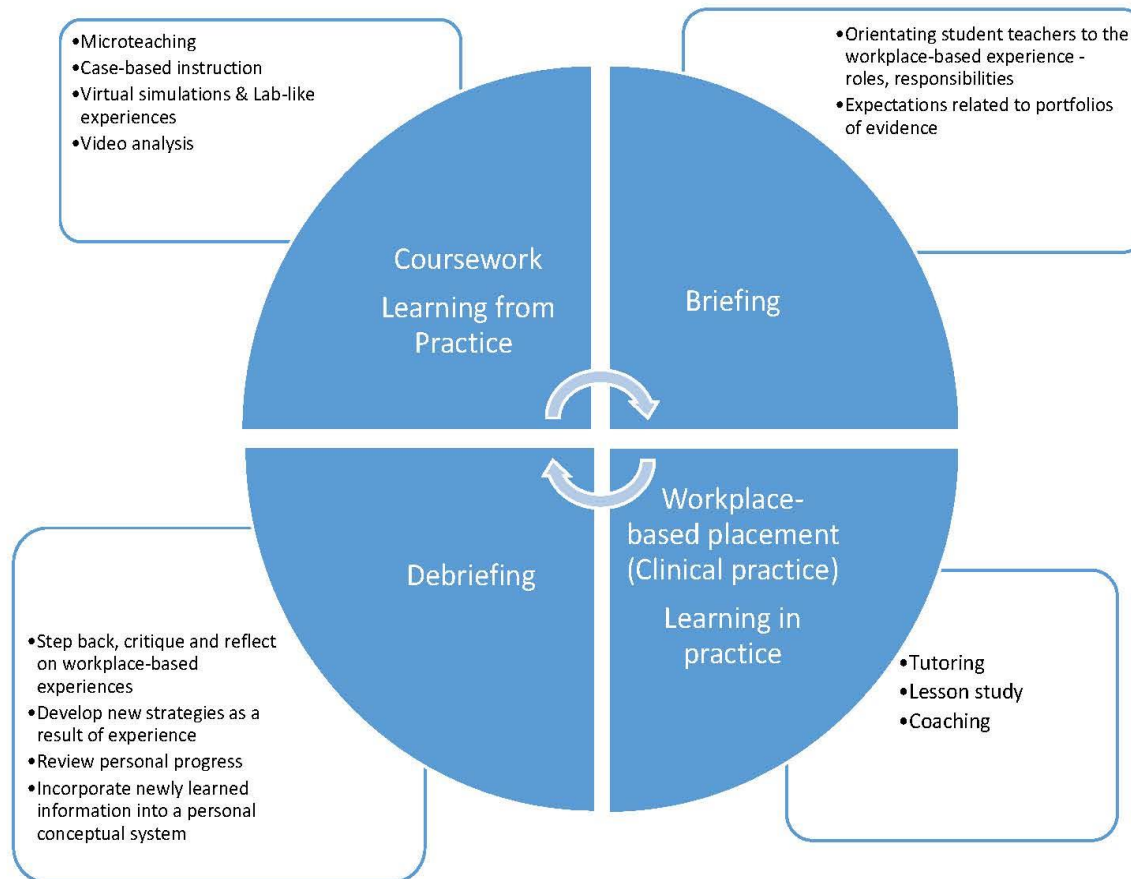 •Microteaching
•Case-based instruction
•Virtual simulations & Lab-like
experiences
•Video analysis
•Orientating student teachers to the
workplace-based experience -
roles, responsibilities
•Expectations related to portfolios
of evidence
Coursework
Learning from
Practice
Briefing
Debriefing
Workplace-
based placement
(Clinical practice)
Learning in
practice
•Step back, critique and reflect
on workplace-based
experiences
•Develop new strategies as a
result of experience
•Review personal progress
•Incorporate newly learned
information into a personal
conceptual system
•Tutoring
•Lesson study
•Coaching